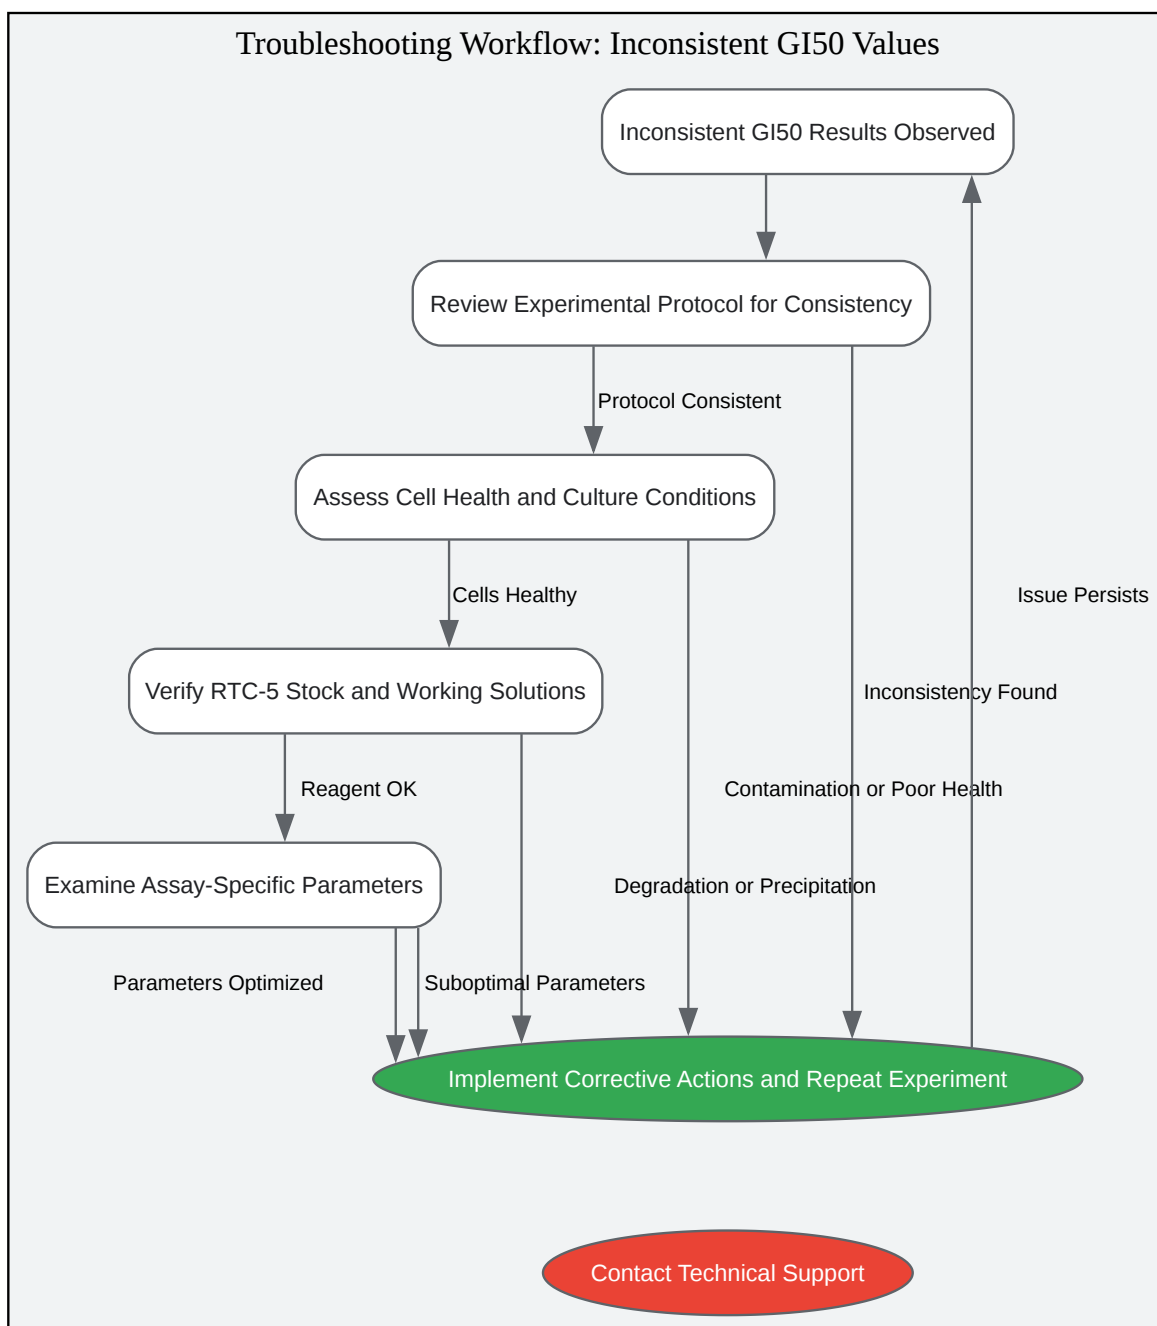 Troubleshooting Workflow: Inconsistent GI50 Values
Inconsistent GI50 Results Observed
Review Experimental Protocol for Consistency
Protocol Consistent
Assess Cell Health and Culture Conditions
Cells Healthy
Issue Persists
Verify RTC-5 Stock and Working Solutions
Inconsistency Found
Reagent OK
Contamination or Poor Health
Examine Assay-Specific Parameters
Degradation or Precipitation
Parameters Optimized
Suboptimal Parameters
Implement Corrective Actions and Repeat Experiment
Contact Technical Support